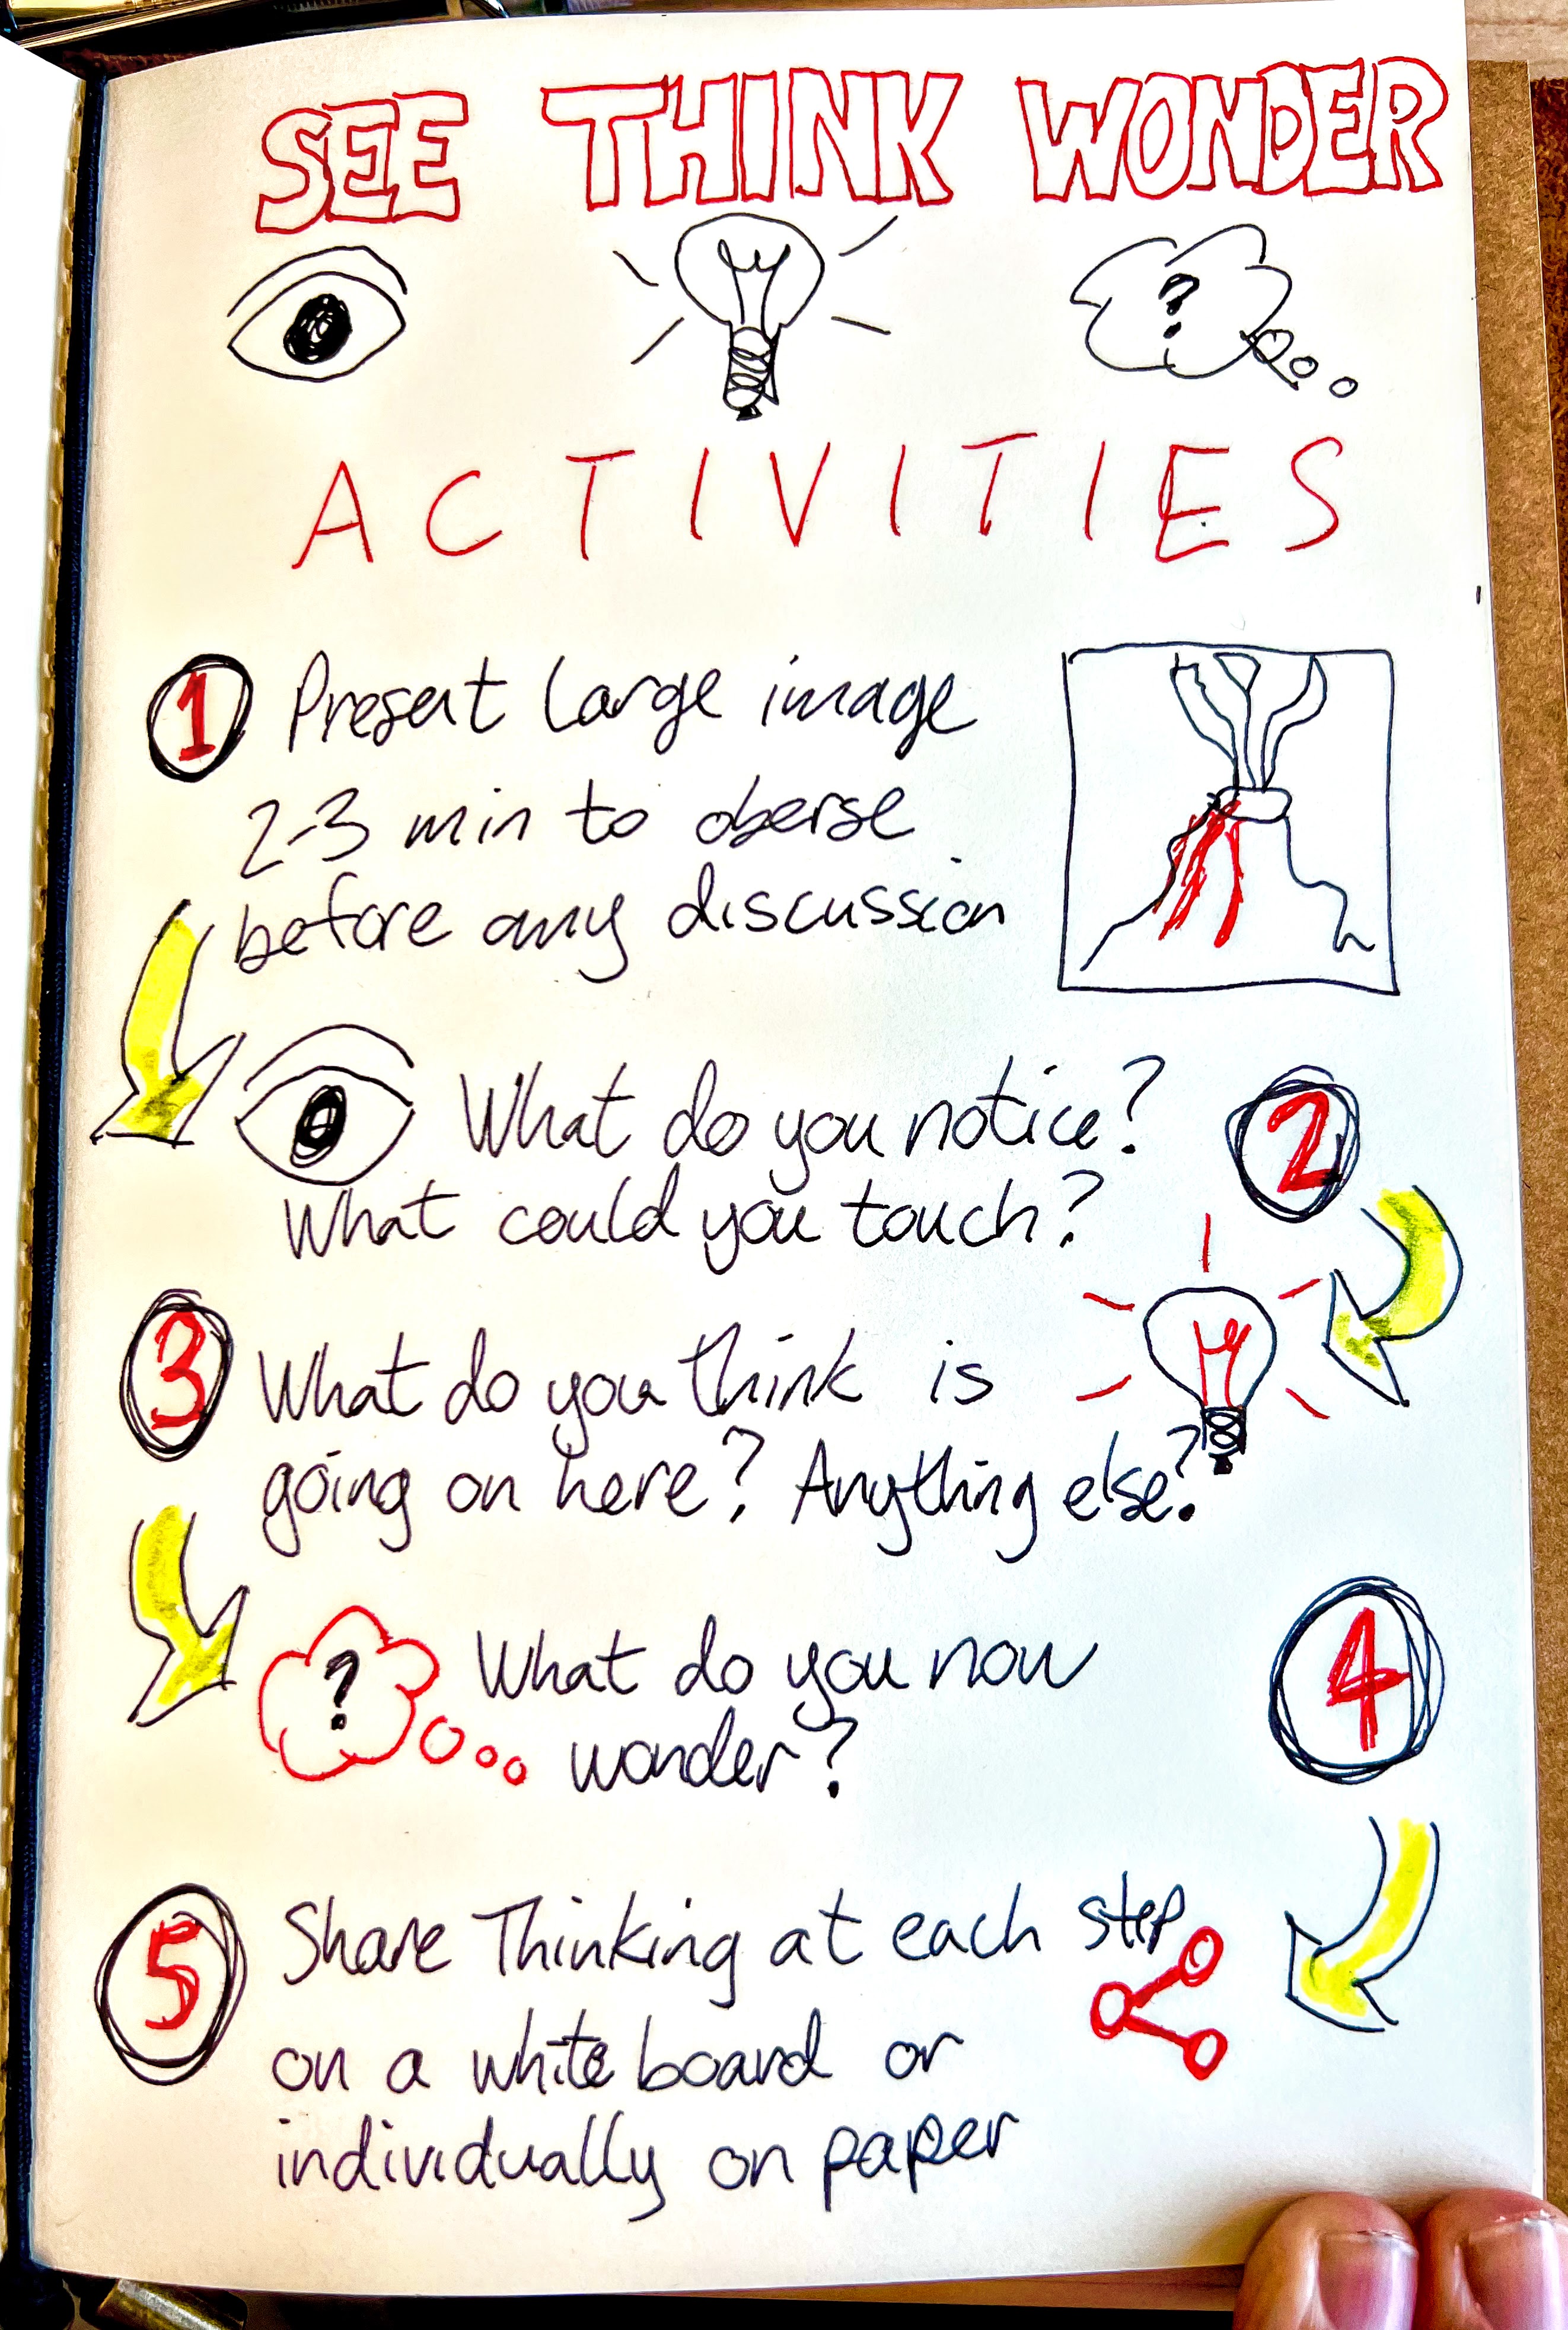 SEE THINK WONDER
?
ACTIVITIES
1 Present large image
2-3 min to oberse
before any discussion
What do you notice? 2
What could you touch?
3 What do you think is
going on here? Anything else?
? What do you now 4
wonder?
5 Share Thinking at each step
on a white board or
individually on paper